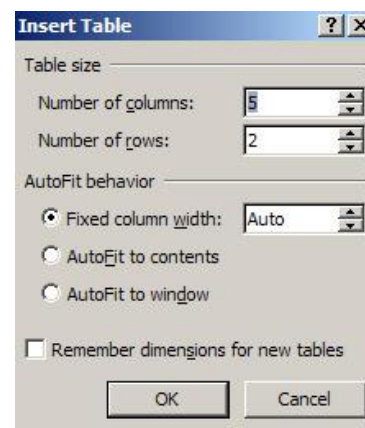 Insert Table ? X
Table size
Number of columns: 5
Number of rows: 2
AutoFit behavior
Fixed column width: Auto
AutoFit to contents
AutoFit to window
Remember dimensions for new tables
OK Cancel